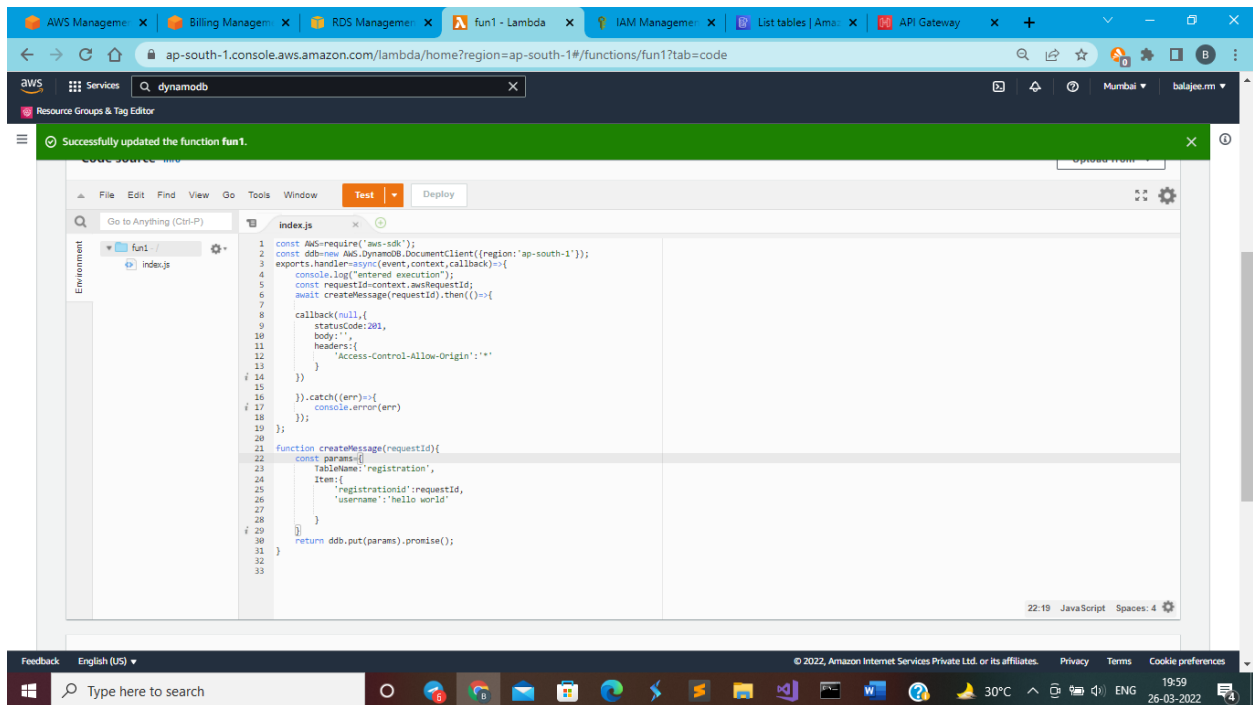 AWS Managemen
Billing Managem
RDS Managemen
fun1 - Lambda
IAM Managemen
List tables | Ama
API Gateway
ap-south-1.console.aws.amazon.com/lambda/home?region=ap-south-1#/functions/fun1?tab=code
0
B
aws
Services
dynamodb
Mumbai
balajee.rm
Resource Groups & Tag Editor
Successfully updated the function fun1.
File Edit Find View Go Tools Window
Test
Deploy
Go to Anything (Ctrl-P)
Environment
fun1 - /
index.js
index.js
1 const AWS=require('aws-sdk');
2 const ddb=new AWS.DynamoDB.DocumentClient({region:'ap-south-1'});
3 exports.handler=async(event,context,callback)=>{
4 console.log("entered execution");
5 const requestId=context.awsRequestId;
6 await createMessage(requestId).then(()=>{
7
8 callback(null,{
9 statusCode:201,
10 body:'',
11 headers:{
12 'Access-Control-Allow-Origin':'*'
13 }
14 })
15
16 }).catch((err)=>{
17 console.error(err)
18 });
19 };
20
21 function createMessage(requestId){
22 const params={
23 TableName:'registration',
24 Item:{
25 'registrationid':requestId,
26 'username':'hello world'
27
28 }
29 }
30 return ddb.put(params).promise();
31 }
32
33
22:19 JavaScript Spaces: 4
Feedback English (US)
© 2022, Amazon Internet Services Private Ltd. or its affiliates. Privacy Terms Cookie preferences
Type here to search
30°C
ENG
19:59
26-03-2022
4